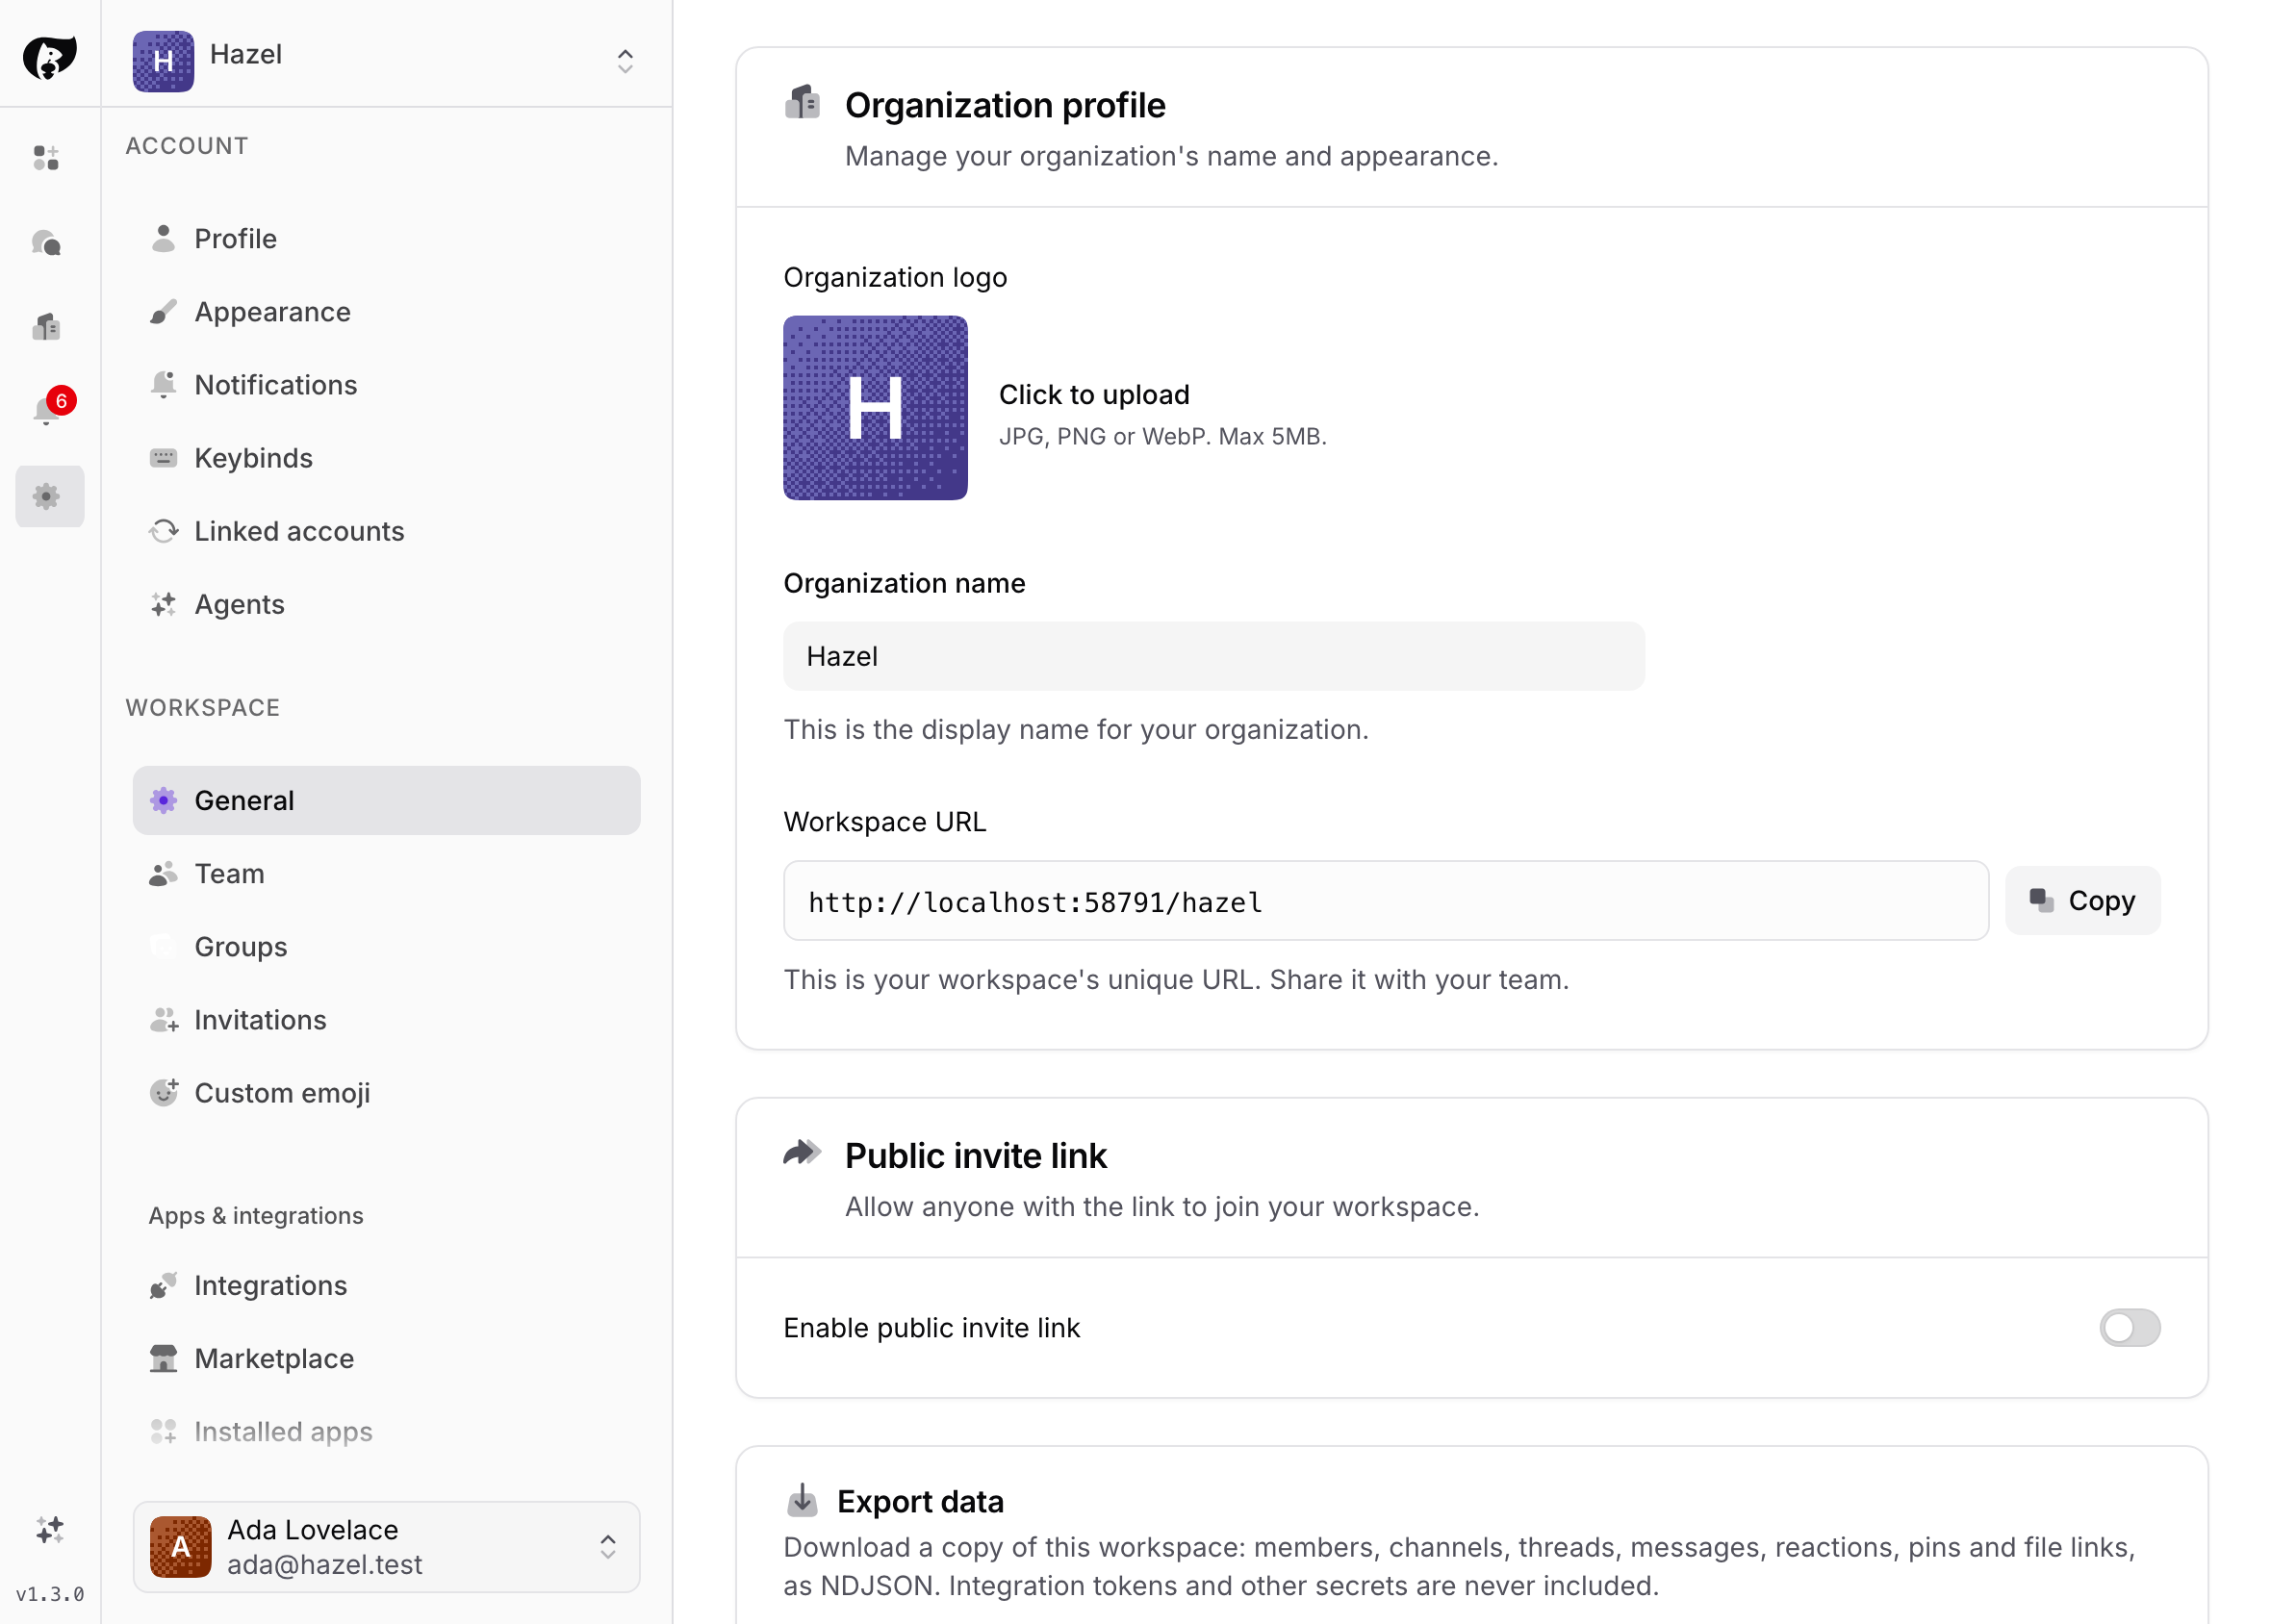 H
Hazel
ACCOUNT
Profile
Appearance
Notifications
6
Keybinds
Linked accounts
Agents
WORKSPACE
General
Team
Groups
Invitations
Custom emoji
Apps & integrations
Integrations
Marketplace
Installed apps
A
Ada Lovelace
ada@hazel.test
v1.3.0
Organization profile
Manage your organization's name and appearance.
Organization logo
H
Click to upload
JPG, PNG or WebP. Max 5MB.
Organization name
Hazel
This is the display name for your organization.
Workspace URL
http://localhost:58791/hazel
Copy
This is your workspace's unique URL. Share it with your team.
Public invite link
Allow anyone with the link to join your workspace.
Enable public invite link
Export data
Download a copy of this workspace: members, channels, threads, messages, reactions, pins and file links,
as NDJSON. Integration tokens and other secrets are never included.